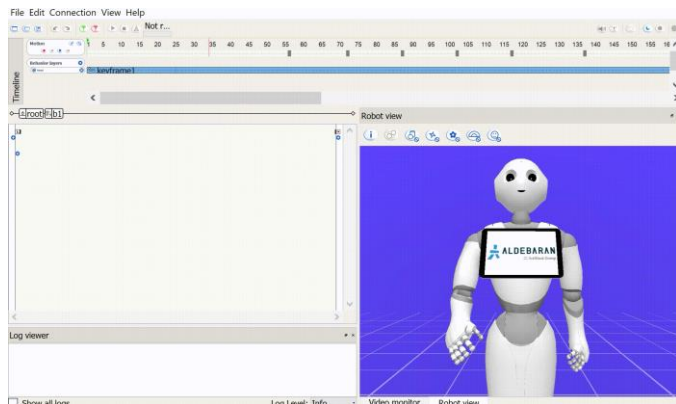 File Edit Connection View Help
Not r...
Motion
5 10 15 20 25 30 35 40 45 50 55 60 65 70 75 80 85 90 95 100 105 110 115 120 125 130 135 140 145 150 155 16
Behavior layers
keyframe1
Timeline
root b1
Robot view
ALDEBARAN
Log viewer
Show all logs
Log Level: Info
Video monitor Robot view